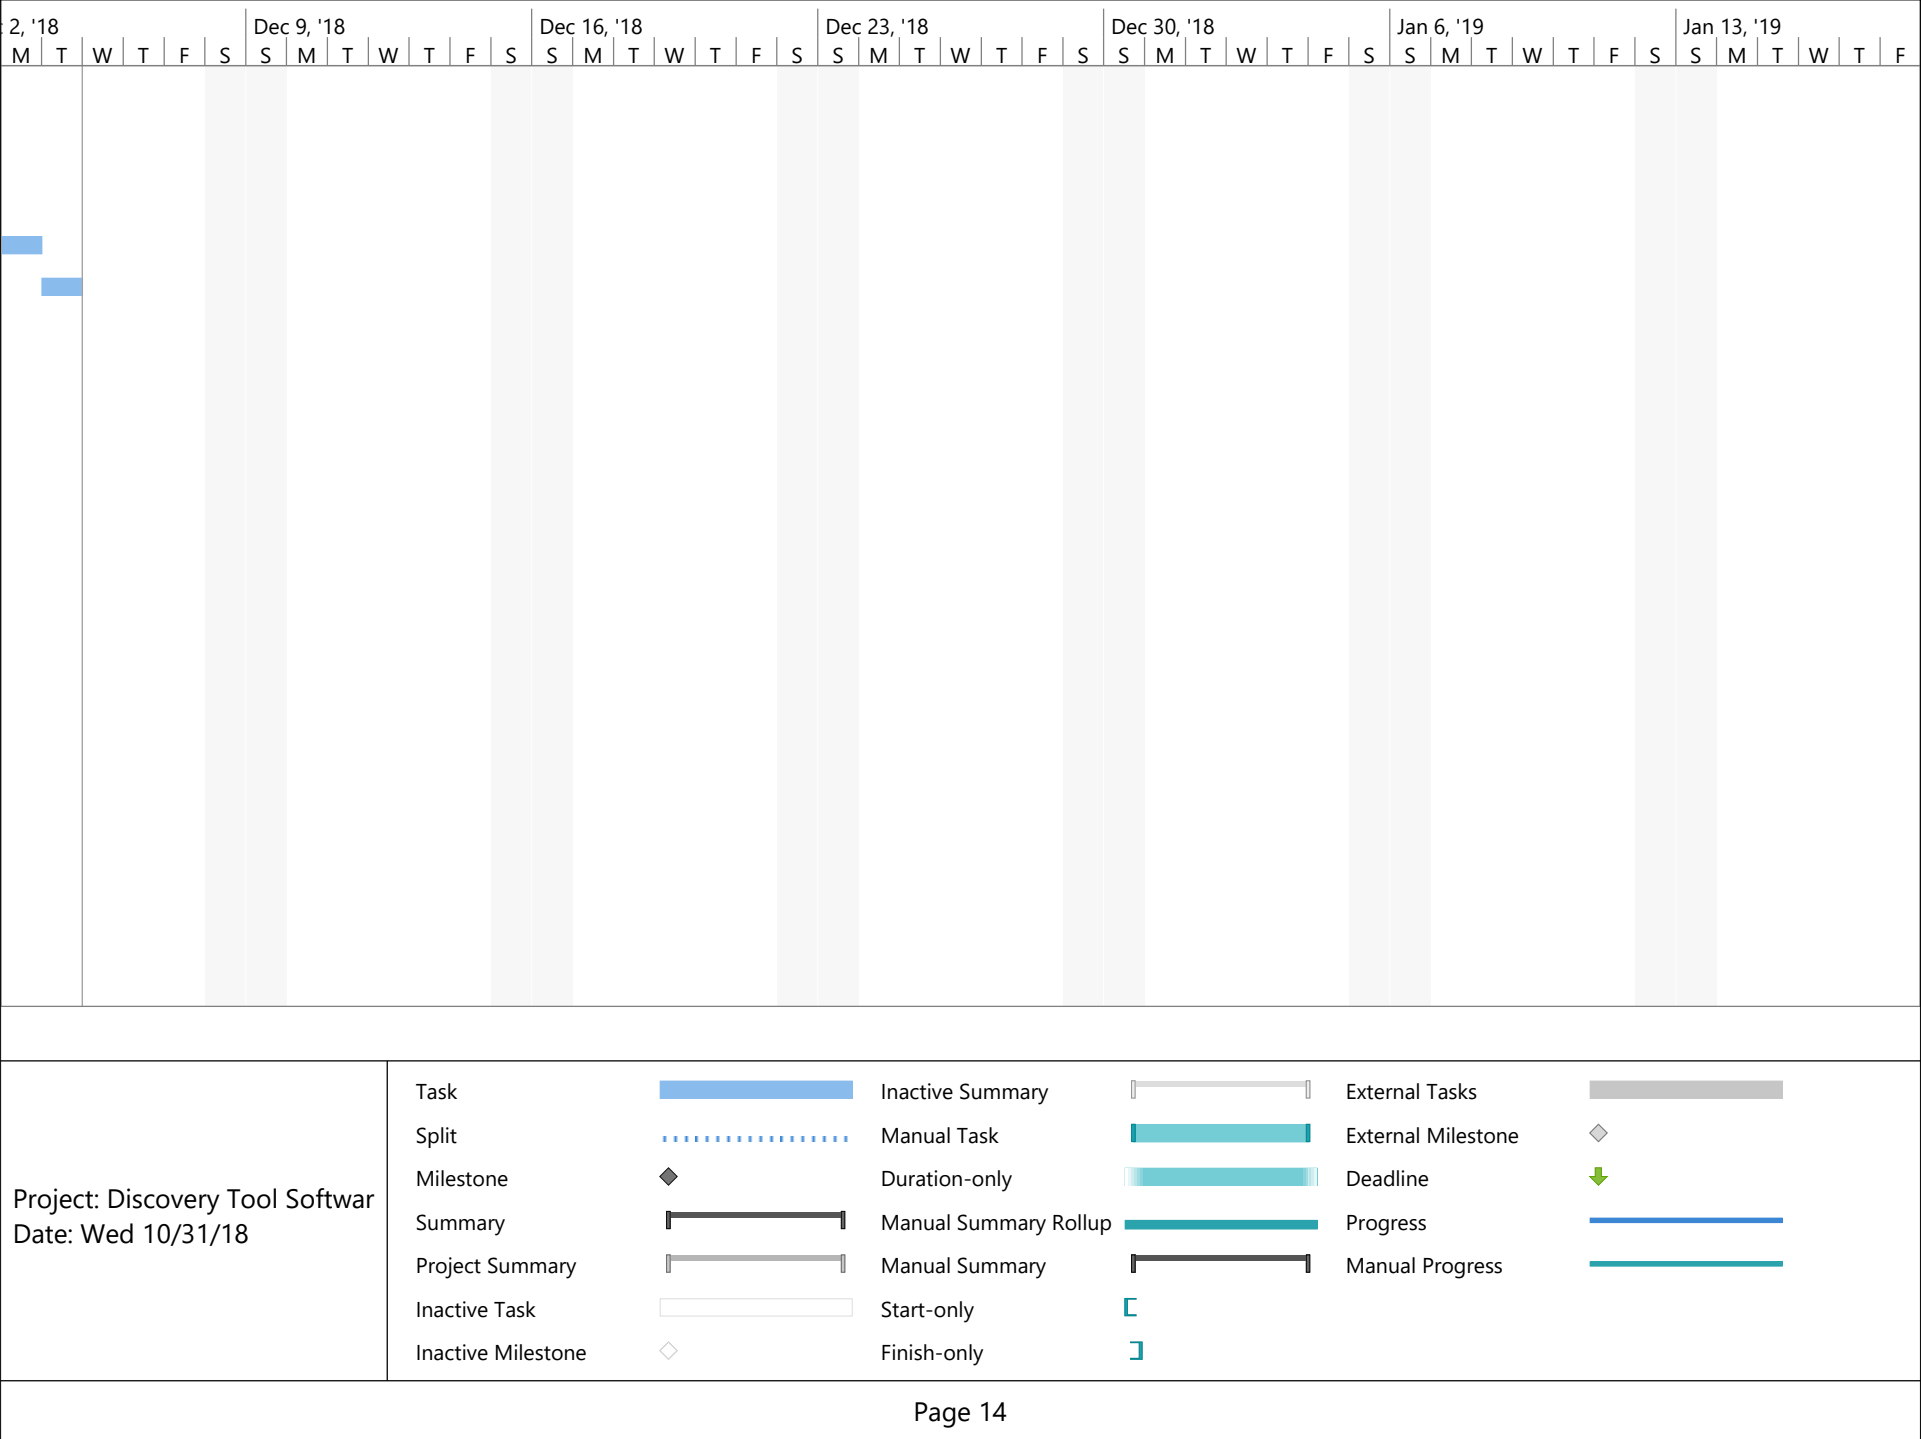 2, '18 Dec 9, '18 Dec 16, '18 Dec 23, '18 Dec 30, '18 Jan 6, '19 Jan 13, '19
M T W T F S S M T W T F S S M T W T F S S M T W T F S S M T W T F S S M T W T F S S M T W T F
Task
Split
Milestone
Summary
Project Summary
Inactive Task
Inactive Milestone
Inactive Summary
Manual Task
Duration-only
Manual Summary Rollup
Manual Summary
Start-only
Finish-only
External Tasks
External Milestone
Deadline
Progress
Manual Progress
Project: Discovery Tool Softwar
Date: Wed 10/31/18
Page 14